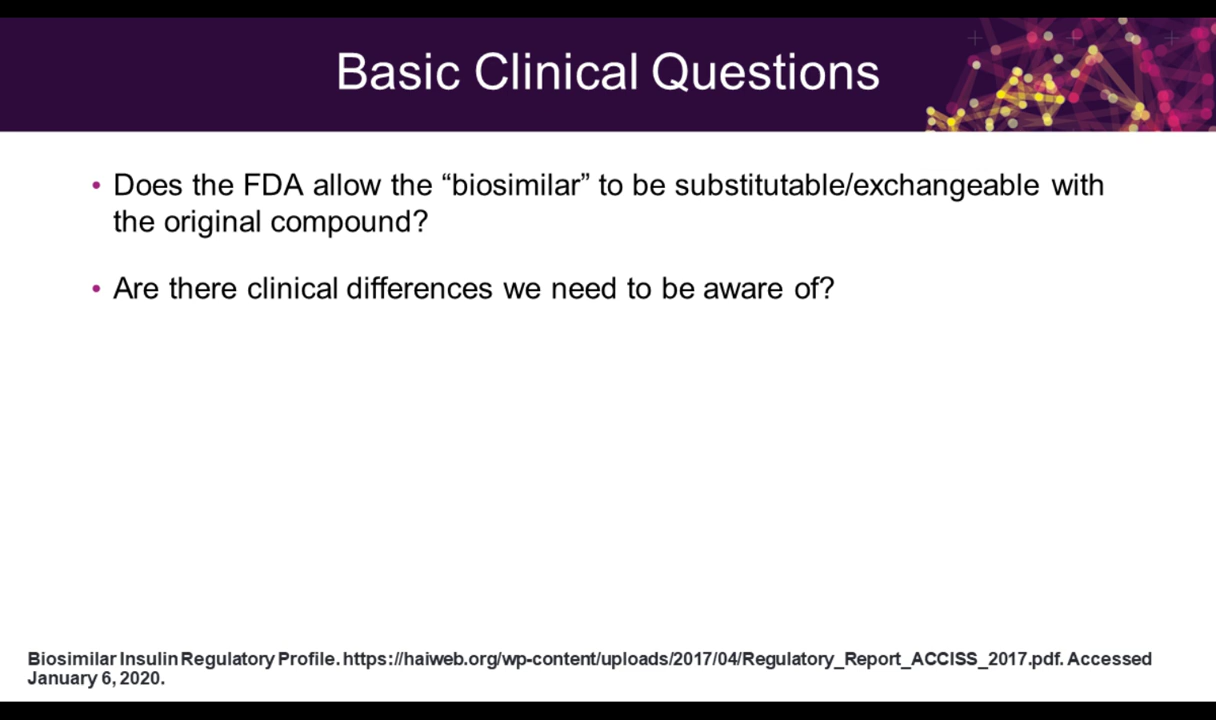 Basic Clinical Questions
• Does the FDA allow the “biosimilar” to be substitutable/exchangeable with
the original compound?
• Are there clinical differences we need to be aware of?
Biosimilar Insulin Regulatory Profile. https://haiweb.org/wp-content/uploads/2017/04/Regulatory_Report_ACCISS_2017.pdf. Accessed
January 6, 2020.